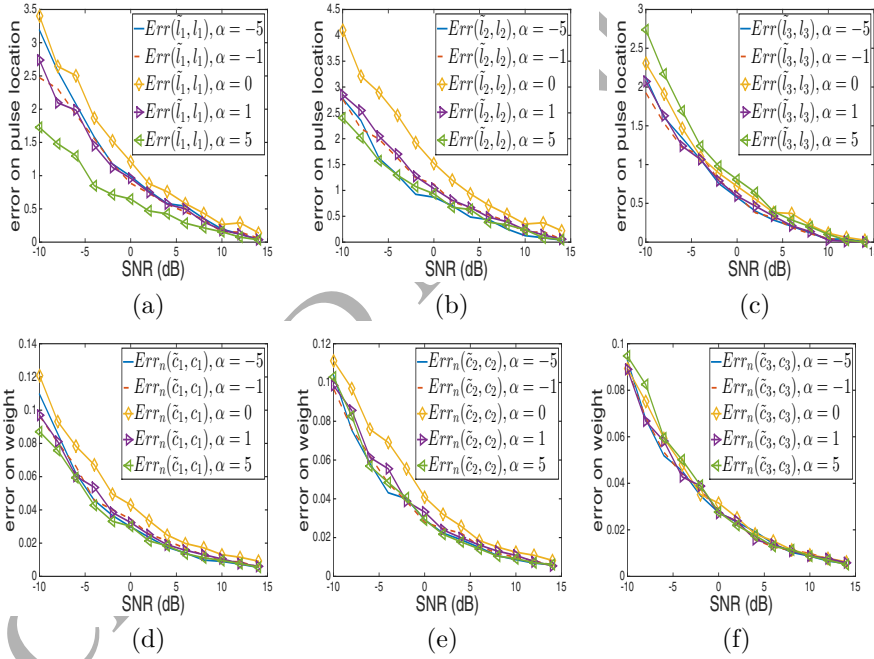 error on pulse location
3.5
3
2.5
2
1.5
1
0.5
0
-10 -5 0 5 10 15
SNR (dB)
Err(l̃₁, l₁), α = −5
Err(l̃₁, l₁), α = −1
Err(l̃₁, l₁), α = 0
Err(l̃₁, l₁), α = 1
Err(l̃₁, l₁), α = 5
(a)
error on pulse location
4.5
4
3.5
3
2.5
2
1.5
1
0.5
0
-10 -5 0 5 10 15
SNR (dB)
Err(l̃₂, l₂), α = −5
Err(l̃₂, l₂), α = −1
Err(l̃₂, l₂), α = 0
Err(l̃₂, l₂), α = 1
Err(l̃₂, l₂), α = 5
(b)
error on pulse location
3
2.5
2
1.5
1
0.5
0
-10 -5 0 5 10 15
SNR (dB)
Err(l̃₃, l₃), α = −5
Err(l̃₃, l₃), α = −1
Err(l̃₃, l₃), α = 0
Err(l̃₃, l₃), α = 1
Err(l̃₃, l₃), α = 5
(c)
error on weight
0.14
0.12
0.1
0.08
0.06
0.04
0.02
0
-10 -5 0 5 10 15
SNR (dB)
Errₙ(c̃₁, c₁), α = −5
Errₙ(c̃₁, c₁), α = −1
Errₙ(c̃₁, c₁), α = 0
Errₙ(c̃₁, c₁), α = 1
Errₙ(c̃₁, c₁), α = 5
(d)
error on weight
0.12
0.1
0.08
0.06
0.04
0.02
0
-10 -5 0 5 10 15
SNR (dB)
Errₙ(c̃₂, c₂), α = −5
Errₙ(c̃₂, c₂), α = −1
Errₙ(c̃₂, c₂), α = 0
Errₙ(c̃₂, c₂), α = 1
Errₙ(c̃₂, c₂), α = 5
(e)
error on weight
0.1
0.08
0.06
0.04
0.02
0
-10 -5 0 5 10 15
SNR (dB)
Errₙ(c̃₃, c₃), α = −5
Errₙ(c̃₃, c₃), α = −1
Errₙ(c̃₃, c₃), α = 0
Errₙ(c̃₃, c₃), α = 1
Errₙ(c̃₃, c₃), α = 5
(f)